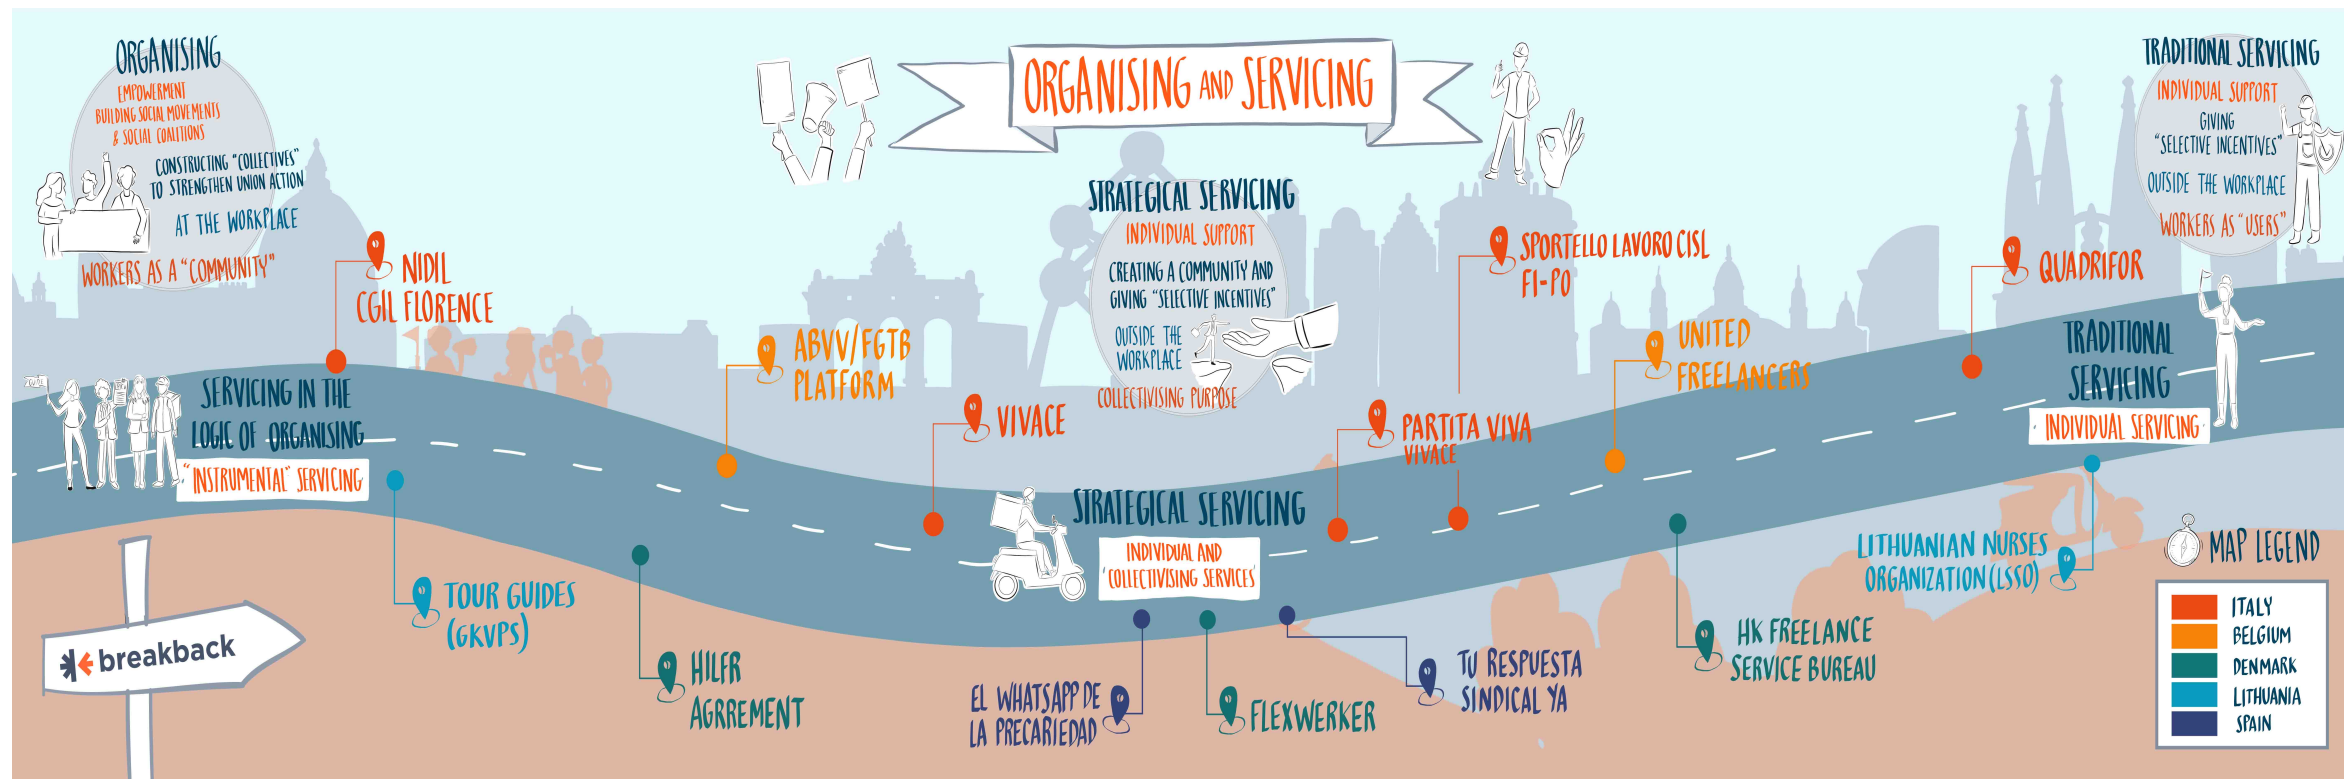 ORGANISING AND SERVICING
ORGANISING
EMPOWERMENT
BUILDING SOCIAL MOVEMENTS
& SOCIAL COALITIONS
CONSTRUCTING "COLLECTIVES"
TO STRENGTHEN UNION ACTION
AT THE WORKPLACE
WORKERS AS A "COMMUNITY"
STRATEGICAL SERVICING
INDIVIDUAL SUPPORT
CREATING A COMMUNITY AND
GIVING "SELECTIVE INCENTIVES"
OUTSIDE THE
WORKPLACE
COLLECTIVISING PURPOSE
TRADITIONAL SERVICING
INDIVIDUAL SUPPORT
GIVING
"SELECTIVE INCENTIVES"
OUTSIDE THE WORKPLACE
WORKERS AS "USERS"
NIDIL
CGIL FLORENCE
ABVV/FGTB
PLATFORM
VIVACE
PARTITA VIVA
VIVACE
SPORTELLO LAVORO CISL
FI-PO
UNITED
FREELANCERS
QUADRIFOR
SERVICING IN THE
LOGIC OF ORGANISING
"INSTRUMENTAL" SERVICING
STRATEGICAL SERVICING
INDIVIDUAL AND
'COLLECTIVISING SERVICES'
TRADITIONAL
SERVICING
' INDIVIDUAL SERVICING '
TOUR GUIDES
(GKVPS)
HILFR
AGRREMENT
EL WHATSAPP DE
LA PRECARIEDAD
FLEXWERKER
TU RESPUESTA
SINDICAL YA
HK FREELANCE
SERVICE BUREAU
LITHUANIAN NURSES
ORGANIZATION (LSSO)
breakback
MAP LEGEND
ITALY
BELGIUM
DENMARK
LITHUANIA
SPAIN